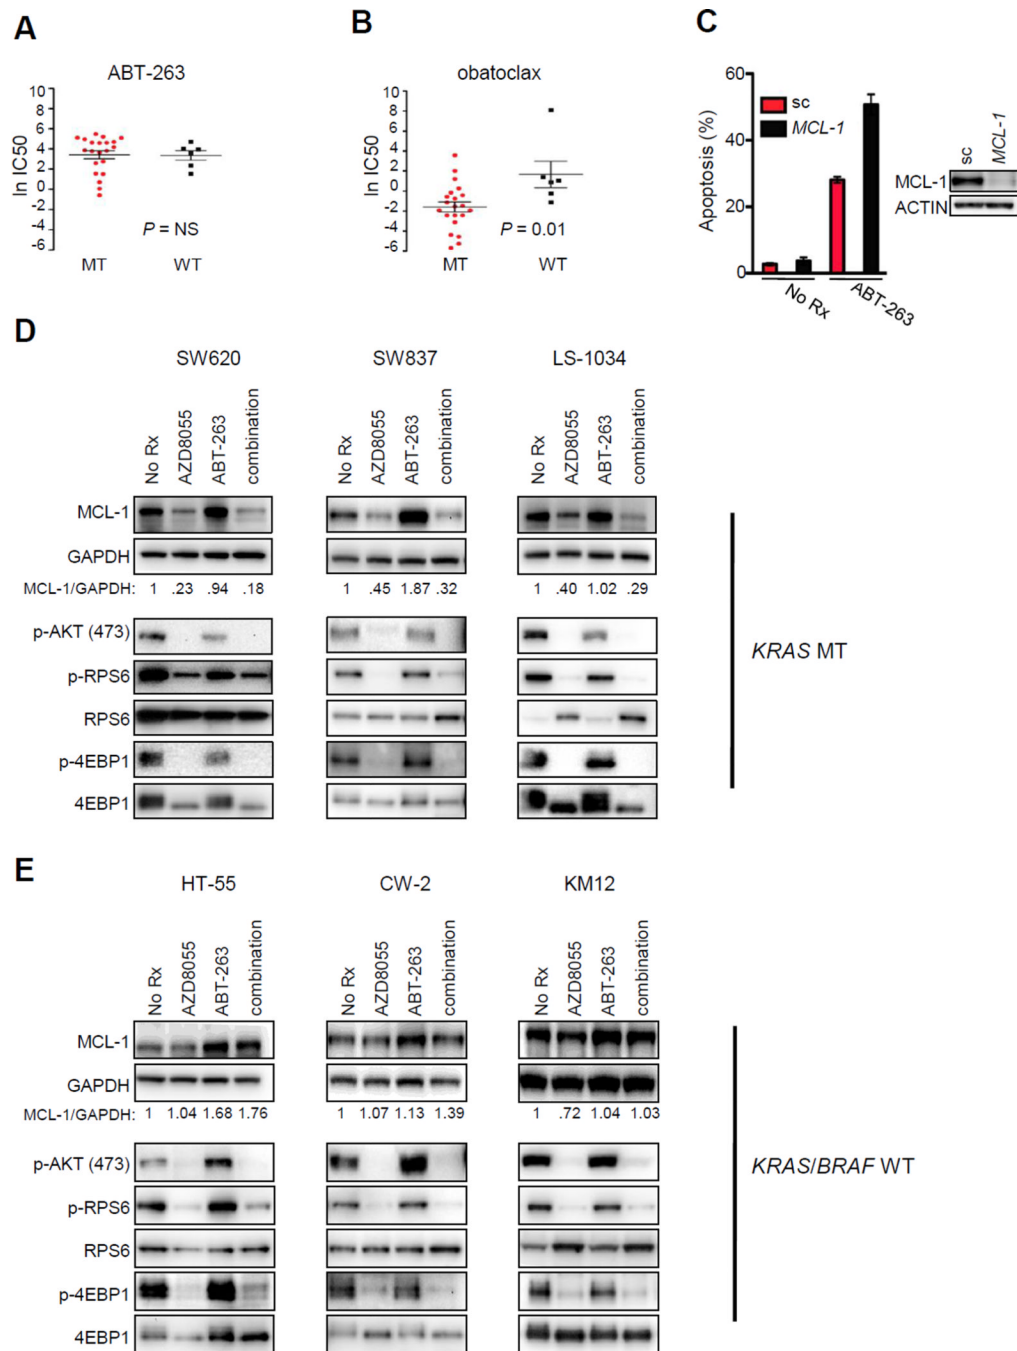 A
ABT-263
ln IC50
10
8
6
4
2
0
-2
-4
-6
P = NS
MT WT
B
obatoclax
ln IC50
10
8
6
4
2
0
-2
-4
-6
P = 0.01
MT WT
C
Apoptosis (%)
60
40
20
0
sc
MCL-1
No Rx ABT-263
sc MCL-1
MCL-1
ACTIN
D
SW620 SW837 LS-1034
No Rx AZD8055 ABT-263 combination No Rx AZD8055 ABT-263 combination No Rx AZD8055 ABT-263 combination
MCL-1
GAPDH
MCL-1/GAPDH: 1 .23 .94 .18 1 .45 1.87 .32 1 .40 1.02 .29
p-AKT (473)
p-RPS6
RPS6
p-4EBP1
4EBP1
KRAS MT
E
HT-55 CW-2 KM12
No Rx AZD8055 ABT-263 combination No Rx AZD8055 ABT-263 combination No Rx AZD8055 ABT-263 combination
MCL-1
GAPDH
MCL-1/GAPDH: 1 1.04 1.68 1.76 1 1.07 1.13 1.39 1 .72 1.04 1.03
p-AKT (473)
p-RPS6
RPS6
p-4EBP1
4EBP1
KRAS/BRAF WT